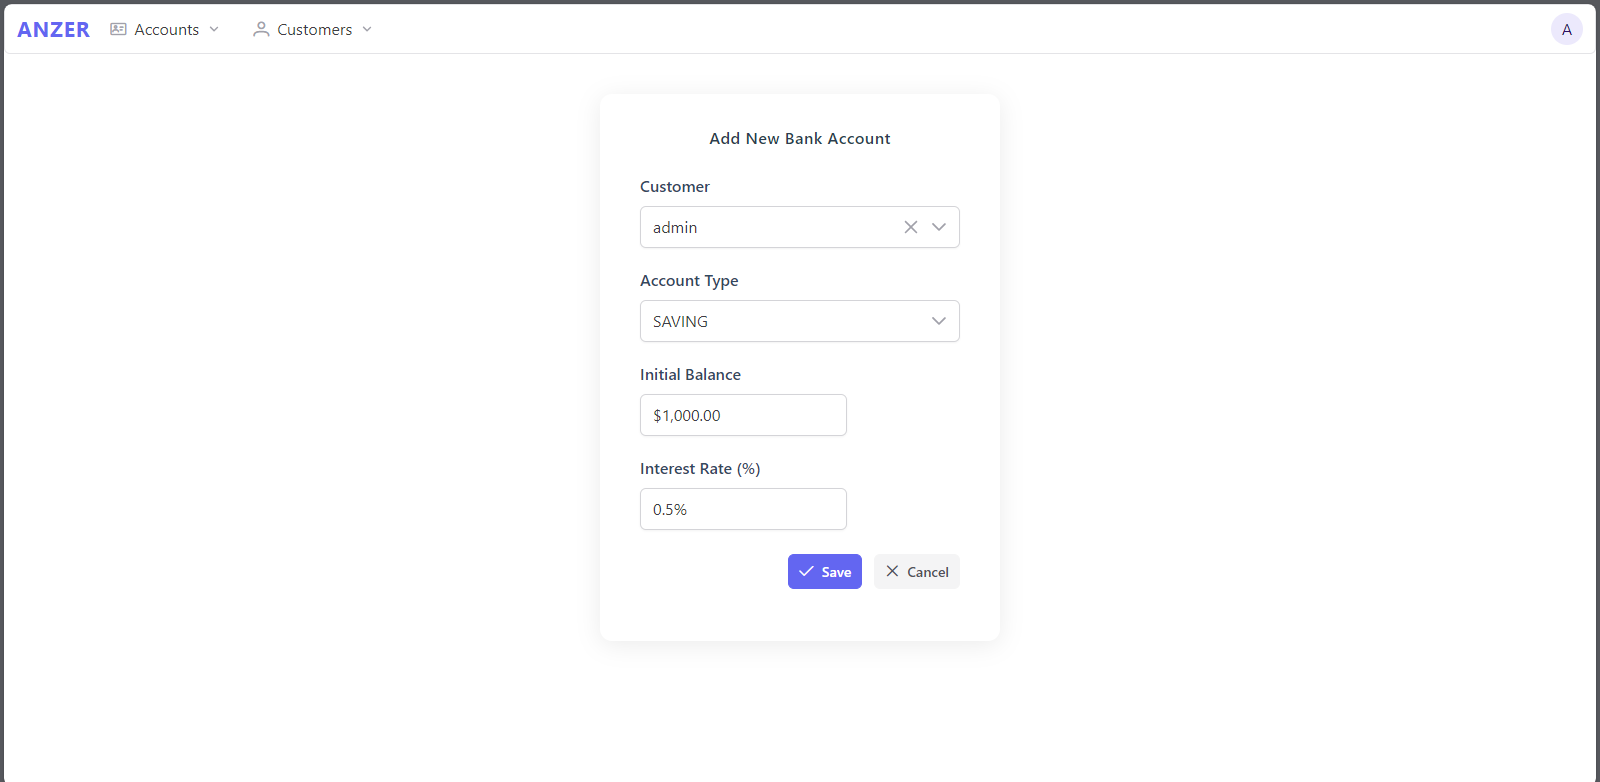 ANZER Accounts Customers A
Add New Bank Account
Customer
admin
Account Type
SAVING
Initial Balance
$1,000.00
Interest Rate (%)
0.5%
Save Cancel